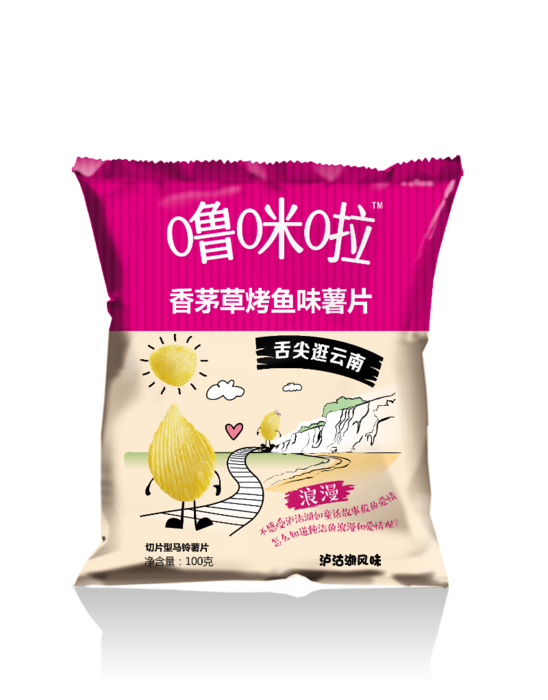 噜咪啦™
香茅草烤鱼味薯片
舌尖逛云南
浪漫
不感受泸沽湖如童话故事般的爱情
怎么知道纯洁的浪漫和爱情呢?
切片型马铃薯片
净含量：100克
泸沽湖风味